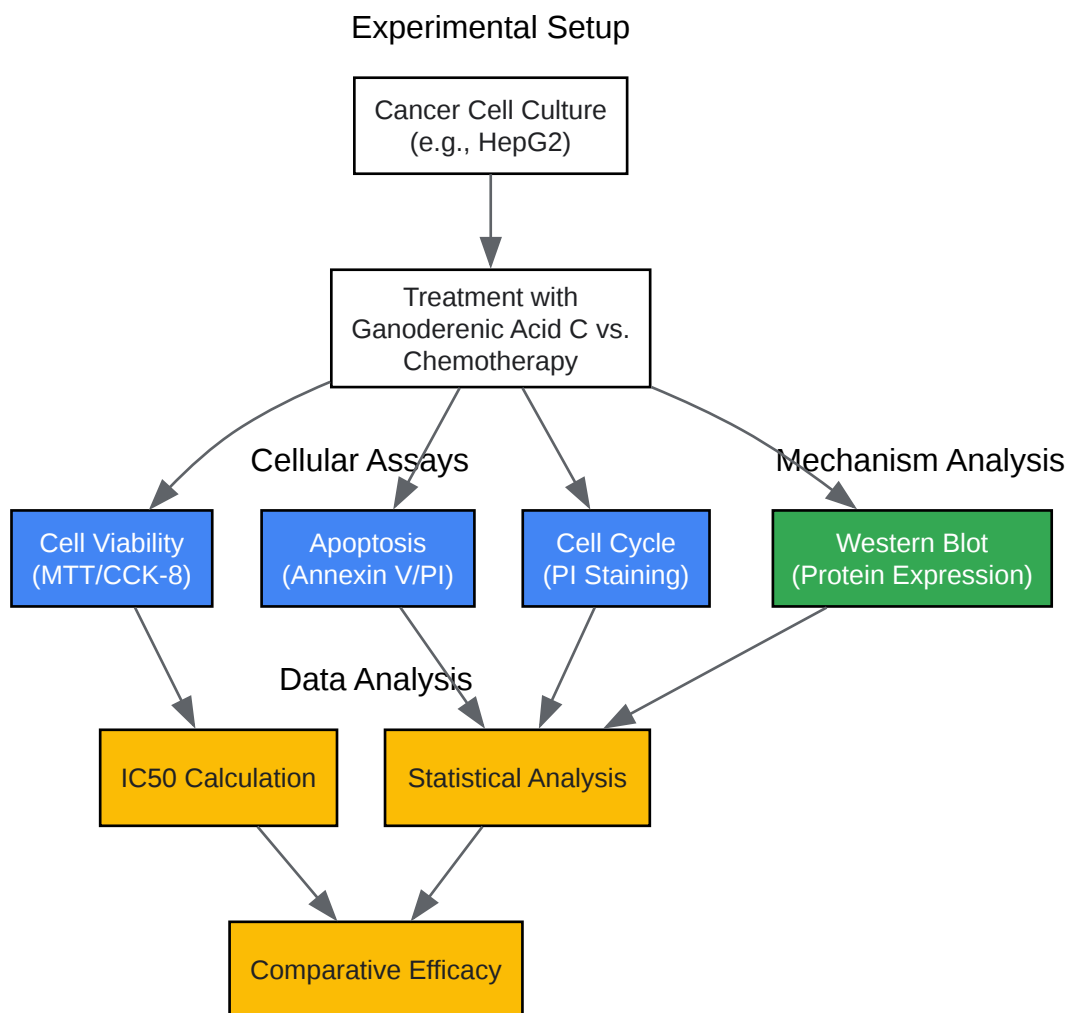 Experimental Setup
Cancer Cell Culture
(e.g., HepG2)
Treatment with
Ganoderenic Acid C vs.
Chemotherapy
Cellular Assays
Mechanism Analysis
Cell Viability
(MTT/CCK-8)
Apoptosis
(Annexin V/PI)
Cell Cycle
(PI Staining)
Western Blot
(Protein Expression)
Data Analysis
IC50 Calculation
Statistical Analysis
Comparative Efficacy